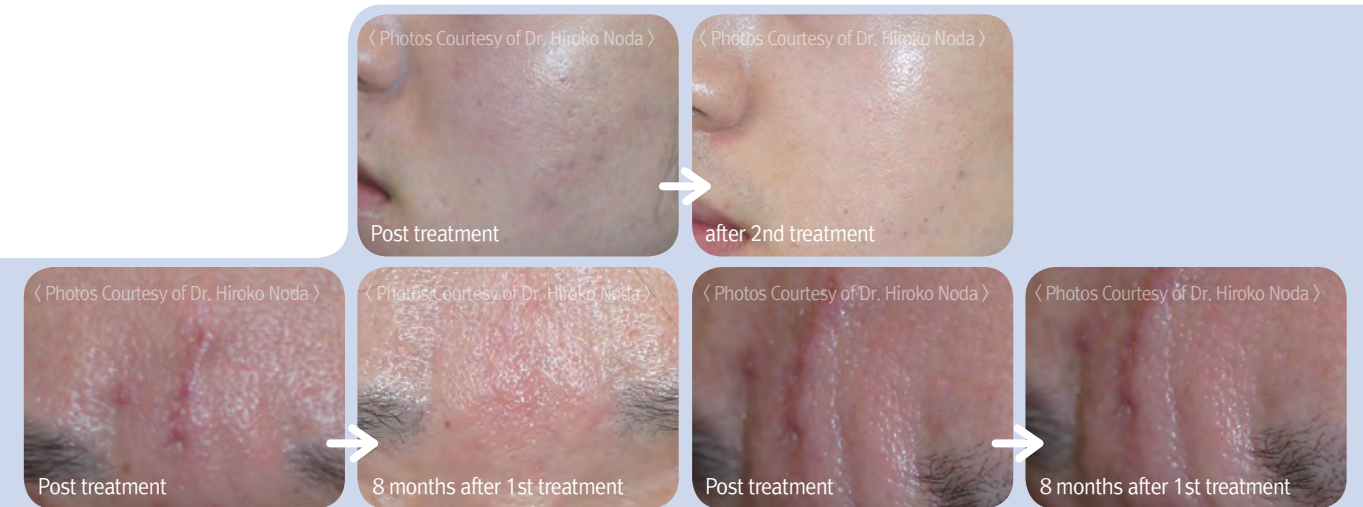 〈 Photos Courtesy of Dr. Hiroko Noda 〉
〈 Photos Courtesy of Dr. Hiroko Noda 〉
Post treatment
after 2nd treatment
〈 Photos Courtesy of Dr. Hiroko Noda 〉
〈 Photos Courtesy of Dr. Hiroko Noda 〉
〈 Photos Courtesy of Dr. Hiroko Noda 〉
〈 Photos Courtesy of Dr. Hiroko Noda 〉
Post treatment
8 months after 1st treatment
Post treatment
8 months after 1st treatment